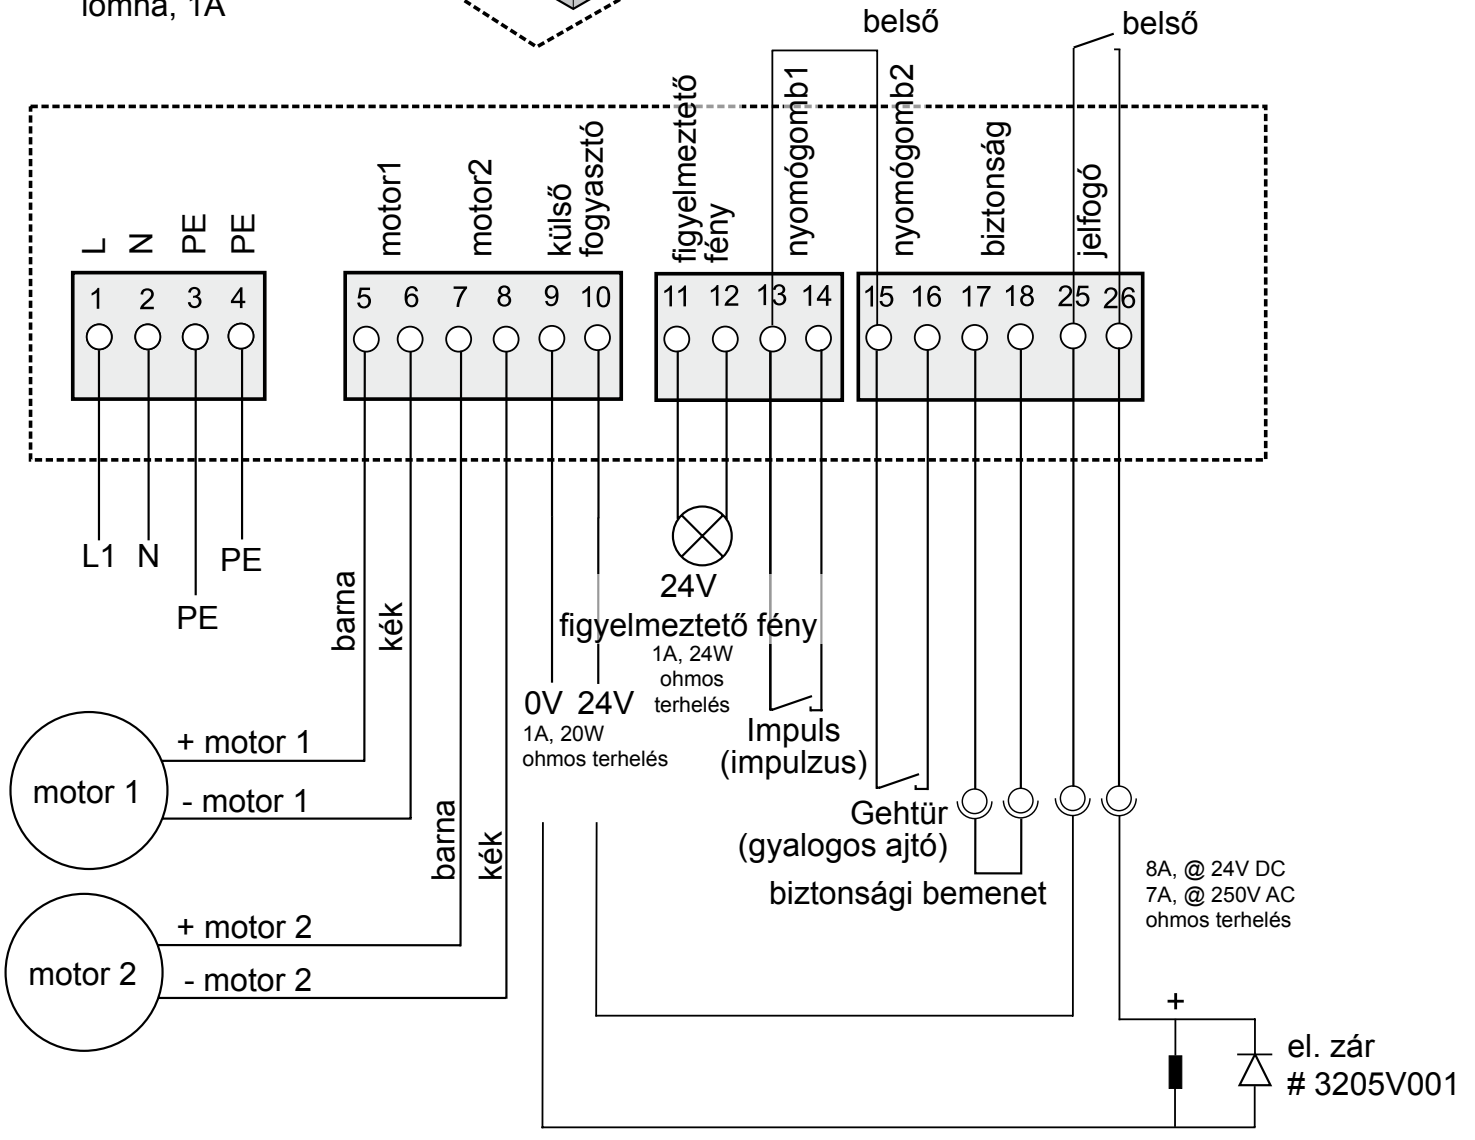 lomha, 1A
belső
belső
L
N
PE
PE
motor1
motor2
külső
fogyasztó
figyelmeztető
fény
nyomógomb1
nyomógomb2
biztonság
jelfogó
1 2 3 4
5 6 7 8 9 10
11 12 13 14
15 16 17 18 25 26
L1 N PE
PE
barna
kék
24V
figyelmeztető fény
1A, 24W
ohmos
terhelés
0V 24V
1A, 20W
ohmos terhelés
Impuls
(impulzus)
+ motor 1
motor 1
- motor 1
barna
kék
Gehtür
(gyalogos ajtó)
biztonsági bemenet
8A, @ 24V DC
7A, @ 250V AC
ohmos terhelés
+ motor 2
motor 2
- motor 2
+
el. zár
# 3205V001